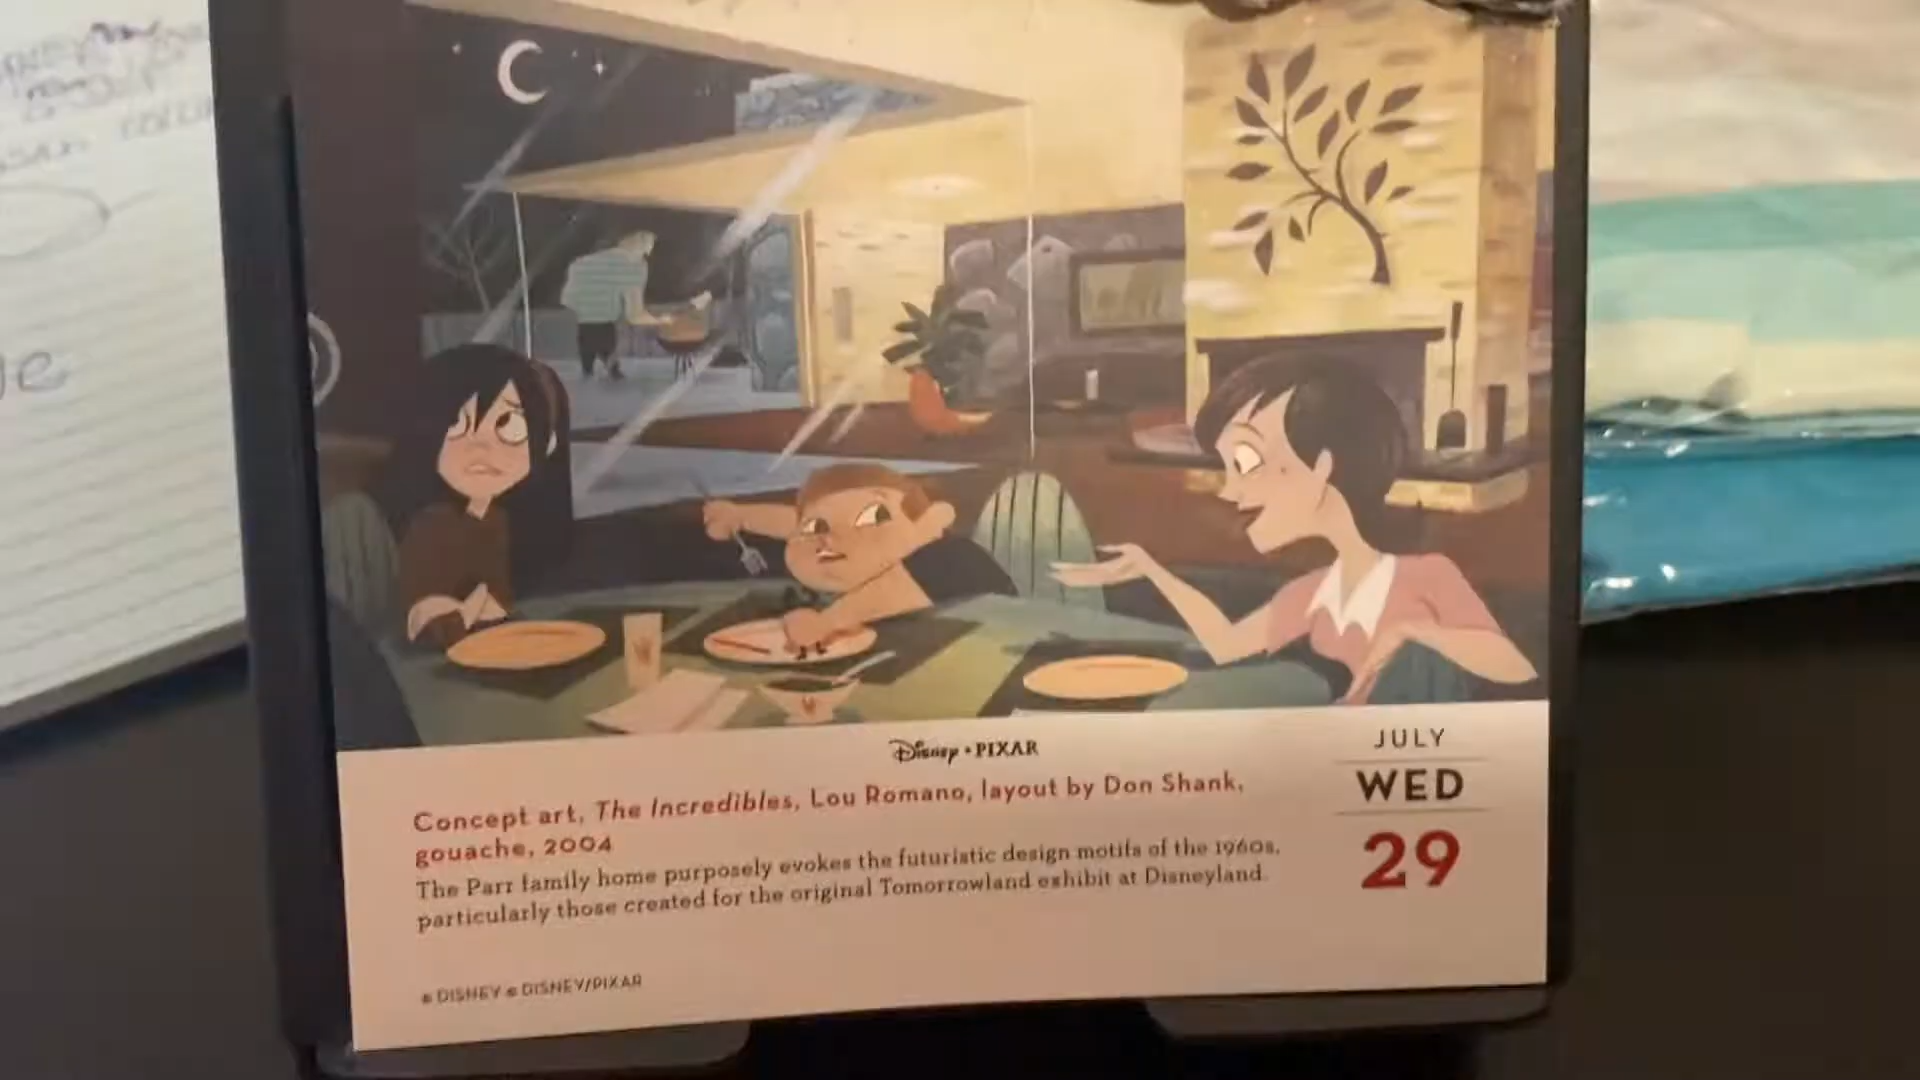 Disney • PIXAR
Concept art, The Incredibles, Lou Romano, layout by Don Shank,
gouache, 2004
The Parr family home purposely evokes the futuristic design motifs of the 1960s,
particularly those created for the original Tomorrowland exhibit at Disneyland.
© DISNEY © DISNEY/PIXAR
JULY
WED
29